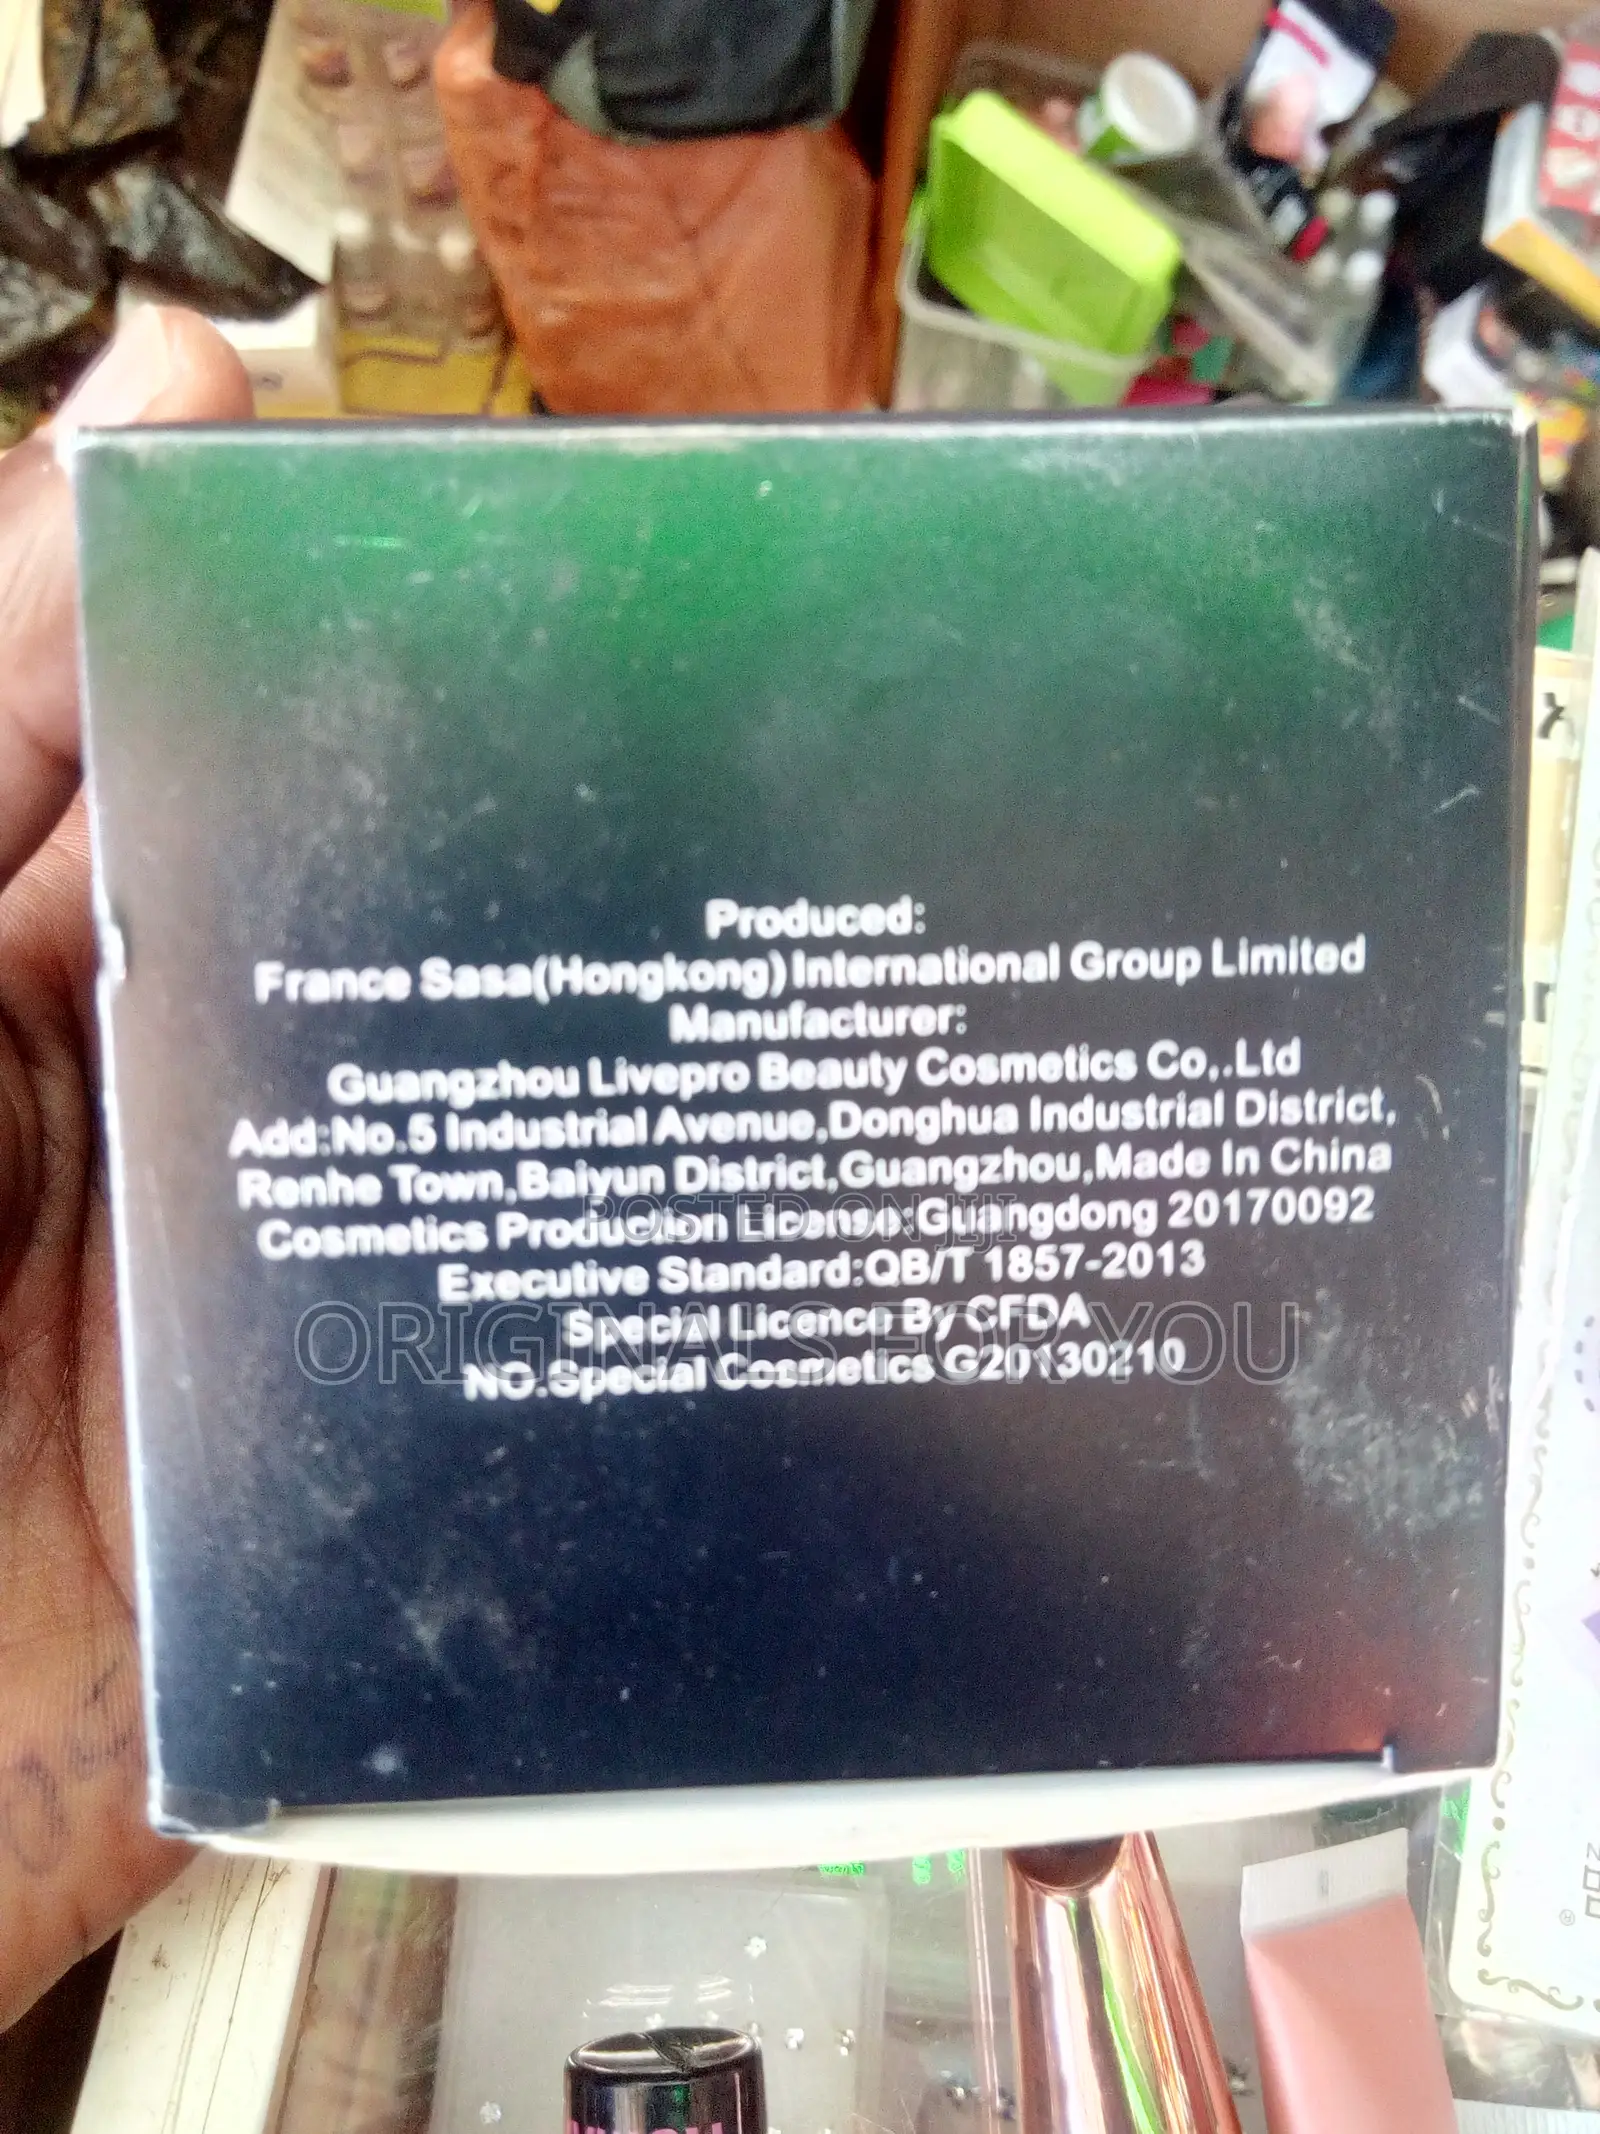 Produced:
France Sasa(Hongkong) International Group Limited
Manufacturer:
Guangzhou Livepro Beauty Cosmetics Co,.Ltd
Add:No.5 Industrial Avenue,Donghua Industrial District,
Renhe Town,Baiyun District,Guangzhou,Made In China
Cosmetics Production License:Guangdong 20170092
Executive Standard:QB/T 1857-2013
Special Licence By CFDA
NO.Special Cosmetics G20130210
POSTED ON JIJI
ORIGINALS FOR YOU